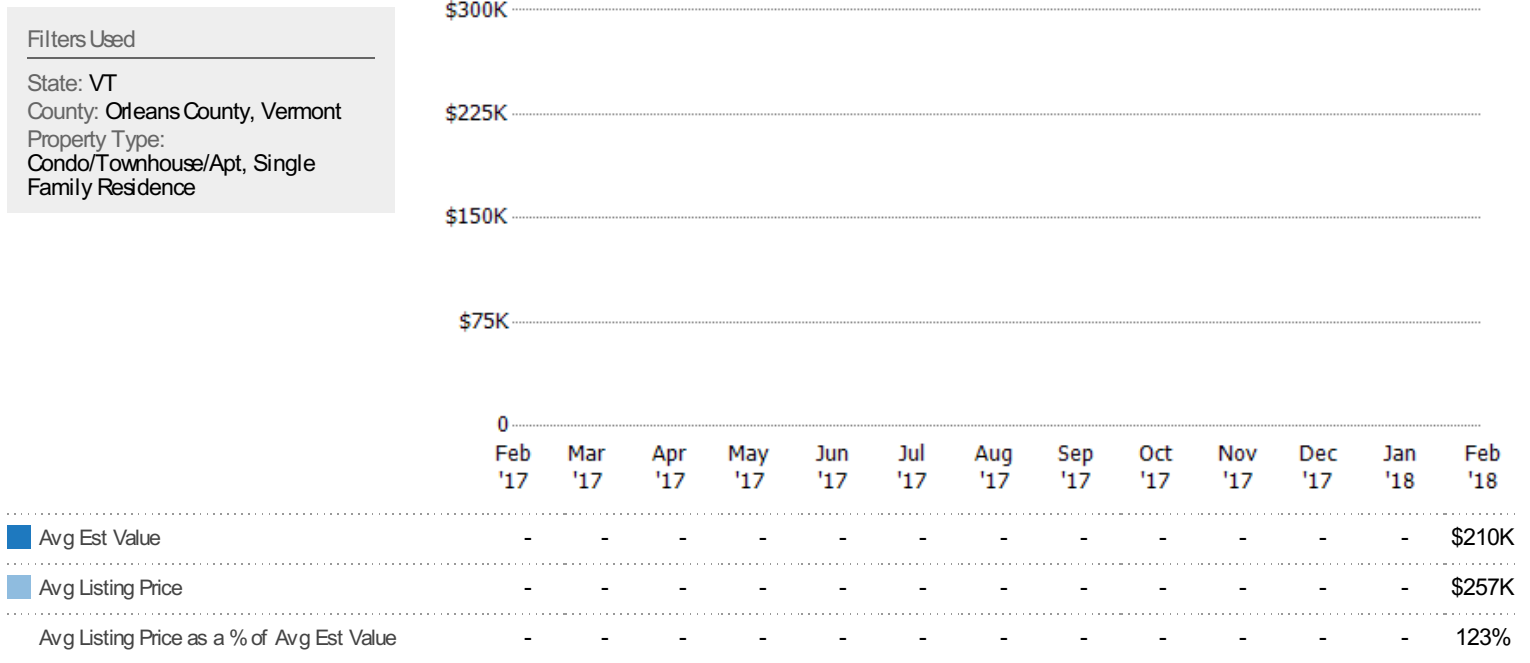 Filters Used
State: VT
County: Orleans County, Vermont
Property Type:
Condo/Townhouse/Apt, Single
Family Residence
$300K
$225K
$150K
$75K
0
Feb Mar Apr May Jun Jul Aug Sep Oct Nov Dec Jan Feb
'17 '17 '17 '17 '17 '17 '17 '17 '17 '17 '17 '18 '18
Avg Est Value - - - - - - - - - - - - $210K
Avg Listing Price - - - - - - - - - - - - $257K
Avg Listing Price as a % of Avg Est Value - - - - - - - - - - - - 123%